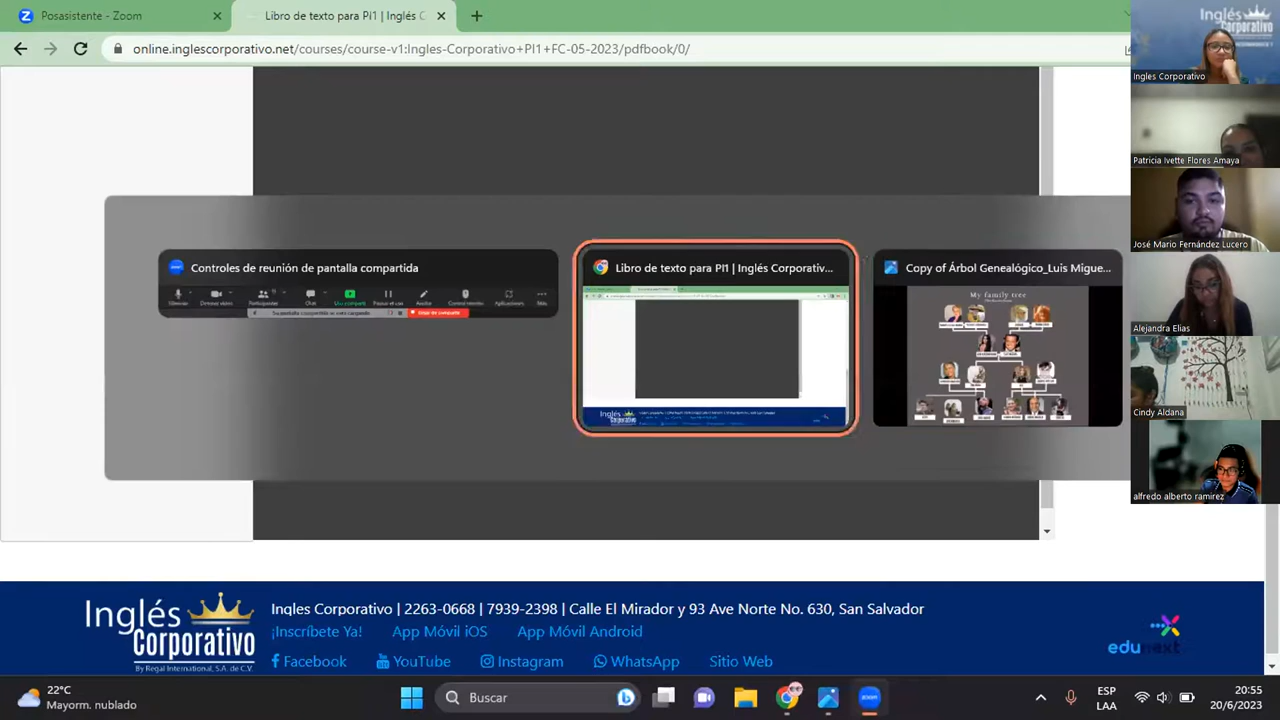 Posasistente - Zoom
Libro de texto para PI1 | Inglés C
online.inglescorporativo.net/courses/course-v1:Ingles-Corporativo+PI1+FC-05-2023/pdfbook/0/
Inglés
Corporativo
Ingles Corporativo
Patricia Ivette Flores Amaya
José Mario Fernández Lucero
Alejandra Elias
Cindy Aldana
alfredo alberto ramirez
Controles de reunión de pantalla compartida
Libro de texto para PI1 | Inglés Corporativ...
Copy of Árbol Genealógico_Luis Migue...
My family tree
Inglés
Corporativo
By Regal International, S.A. de C.V.
Ingles Corporativo | 2263-0668 | 7939-2398 | Calle El Mirador y 93 Ave Norte No. 630, San Salvador
¡Inscríbete Ya! App Móvil iOS App Móvil Android
Facebook YouTube Instagram WhatsApp Sitio Web
edunext
22°C
Mayorm. nublado
Buscar
ESP
LAA
20:55
20/6/2023